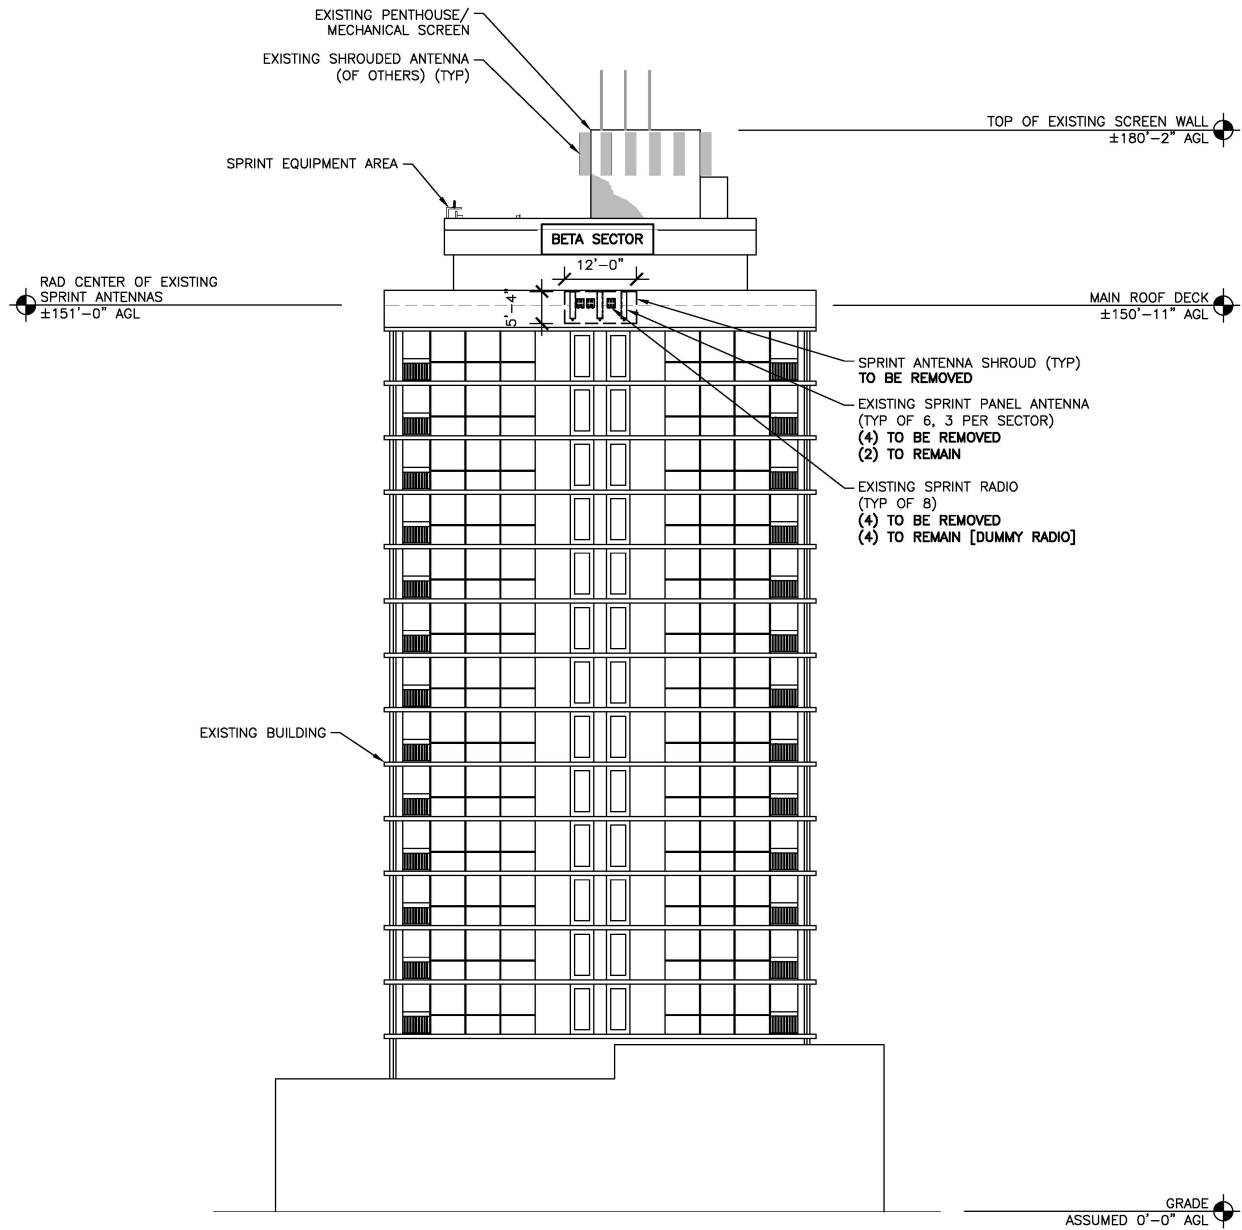 EXISTING PENTHOUSE/
MECHANICAL SCREEN
EXISTING SHROUDED ANTENNA
(OF OTHERS) (TYP)
TOP OF EXISTING SCREEN WALL
±180'-2" AGL
SPRINT EQUIPMENT AREA
BETA SECTOR
12'-0"
5'-4"
RAD CENTER OF EXISTING
SPRINT ANTENNAS
±151'-0" AGL
MAIN ROOF DECK
±150'-11" AGL
SPRINT ANTENNA SHROUD (TYP)
TO BE REMOVED
EXISTING SPRINT PANEL ANTENNA
(TYP OF 6, 3 PER SECTOR)
(4) TO BE REMOVED
(2) TO REMAIN
EXISTING SPRINT RADIO
(TYP OF 8)
(4) TO BE REMOVED
(4) TO REMAIN [DUMMY RADIO]
EXISTING BUILDING
GRADE
ASSUMED 0'-0" AGL